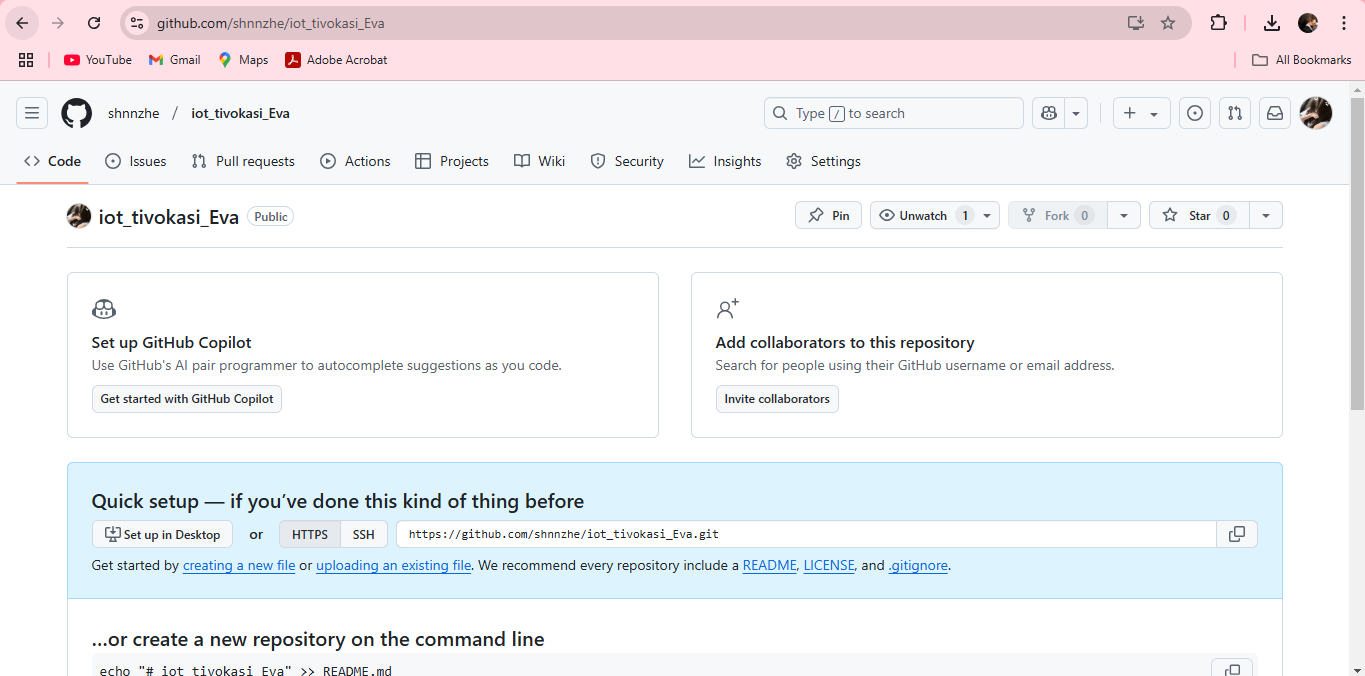 github.com/shnnzhe/iot_tivokasi_Eva
YouTube Gmail Maps Adobe Acrobat All Bookmarks
shnnzhe / iot_tivokasi_Eva Type / to search
Code Issues Pull requests Actions Projects Wiki Security Insights Settings
iot_tivokasi_Eva Public Pin Unwatch 1 Fork 0 Star 0
Set up GitHub Copilot
Use GitHub's AI pair programmer to autocomplete suggestions as you code.
Get started with GitHub Copilot
Add collaborators to this repository
Search for people using their GitHub username or email address.
Invite collaborators
Quick setup — if you’ve done this kind of thing before
Set up in Desktop or HTTPS SSH https://github.com/shnnzhe/iot_tivokasi_Eva.git
Get started by creating a new file or uploading an existing file. We recommend every repository include a README, LICENSE, and .gitignore.
…or create a new repository on the command line
echo "# iot_tivokasi_Eva" >> README.md